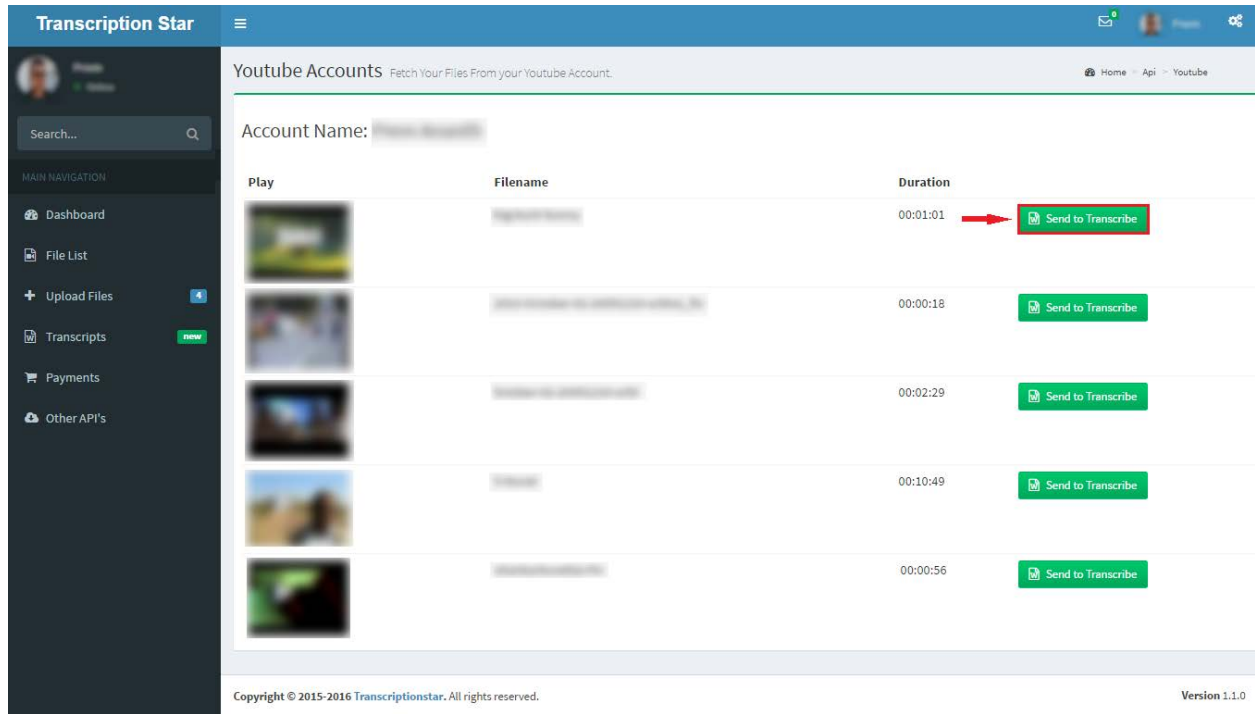 Transcription Star
0
Youtube Accounts Fetch Your Files From your Youtube Account.
Home > Api > Youtube
Search...
MAIN NAVIGATION
Dashboard
File List
Upload Files 4
Transcripts new
Payments
Other API's
Account Name:
Play Filename Duration
00:01:01 Send to Transcribe
00:00:18 Send to Transcribe
00:02:29 Send to Transcribe
00:10:49 Send to Transcribe
00:00:56 Send to Transcribe
Copyright © 2015-2016 Transcriptionstar. All rights reserved.
Version 1.1.0